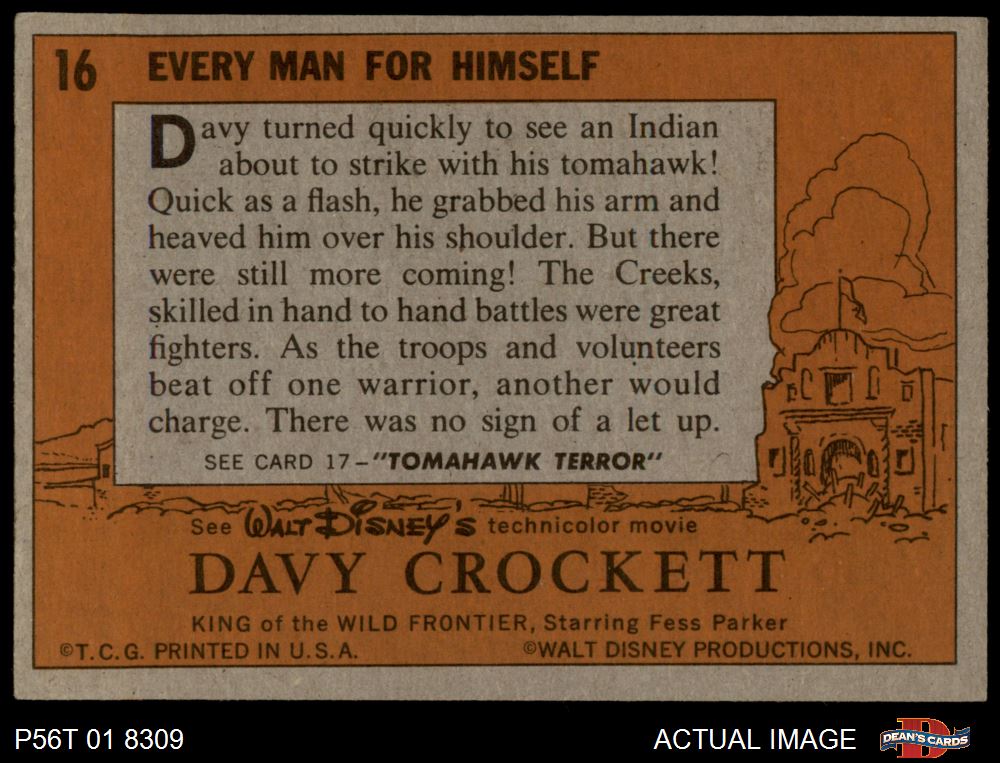 16 EVERY MAN FOR HIMSELF
Davy turned quickly to see an Indian
about to strike with his tomahawk!
Quick as a flash, he grabbed his arm and
heaved him over his shoulder. But there
were still more coming! The Creeks,
skilled in hand to hand battles were great
fighters. As the troops and volunteers
beat off one warrior, another would
charge. There was no sign of a let up.
SEE CARD 17-"TOMAHAWK TERROR"
See WALT DISNEY'S technicolor movie
DAVY CROCKETT
KING of the WILD FRONTIER, Starring Fess Parker
©T.C.G. PRINTED IN U.S.A. ©WALT DISNEY PRODUCTIONS, INC.
P56T 01 8309 ACTUAL IMAGE D DEAN'S CARDS